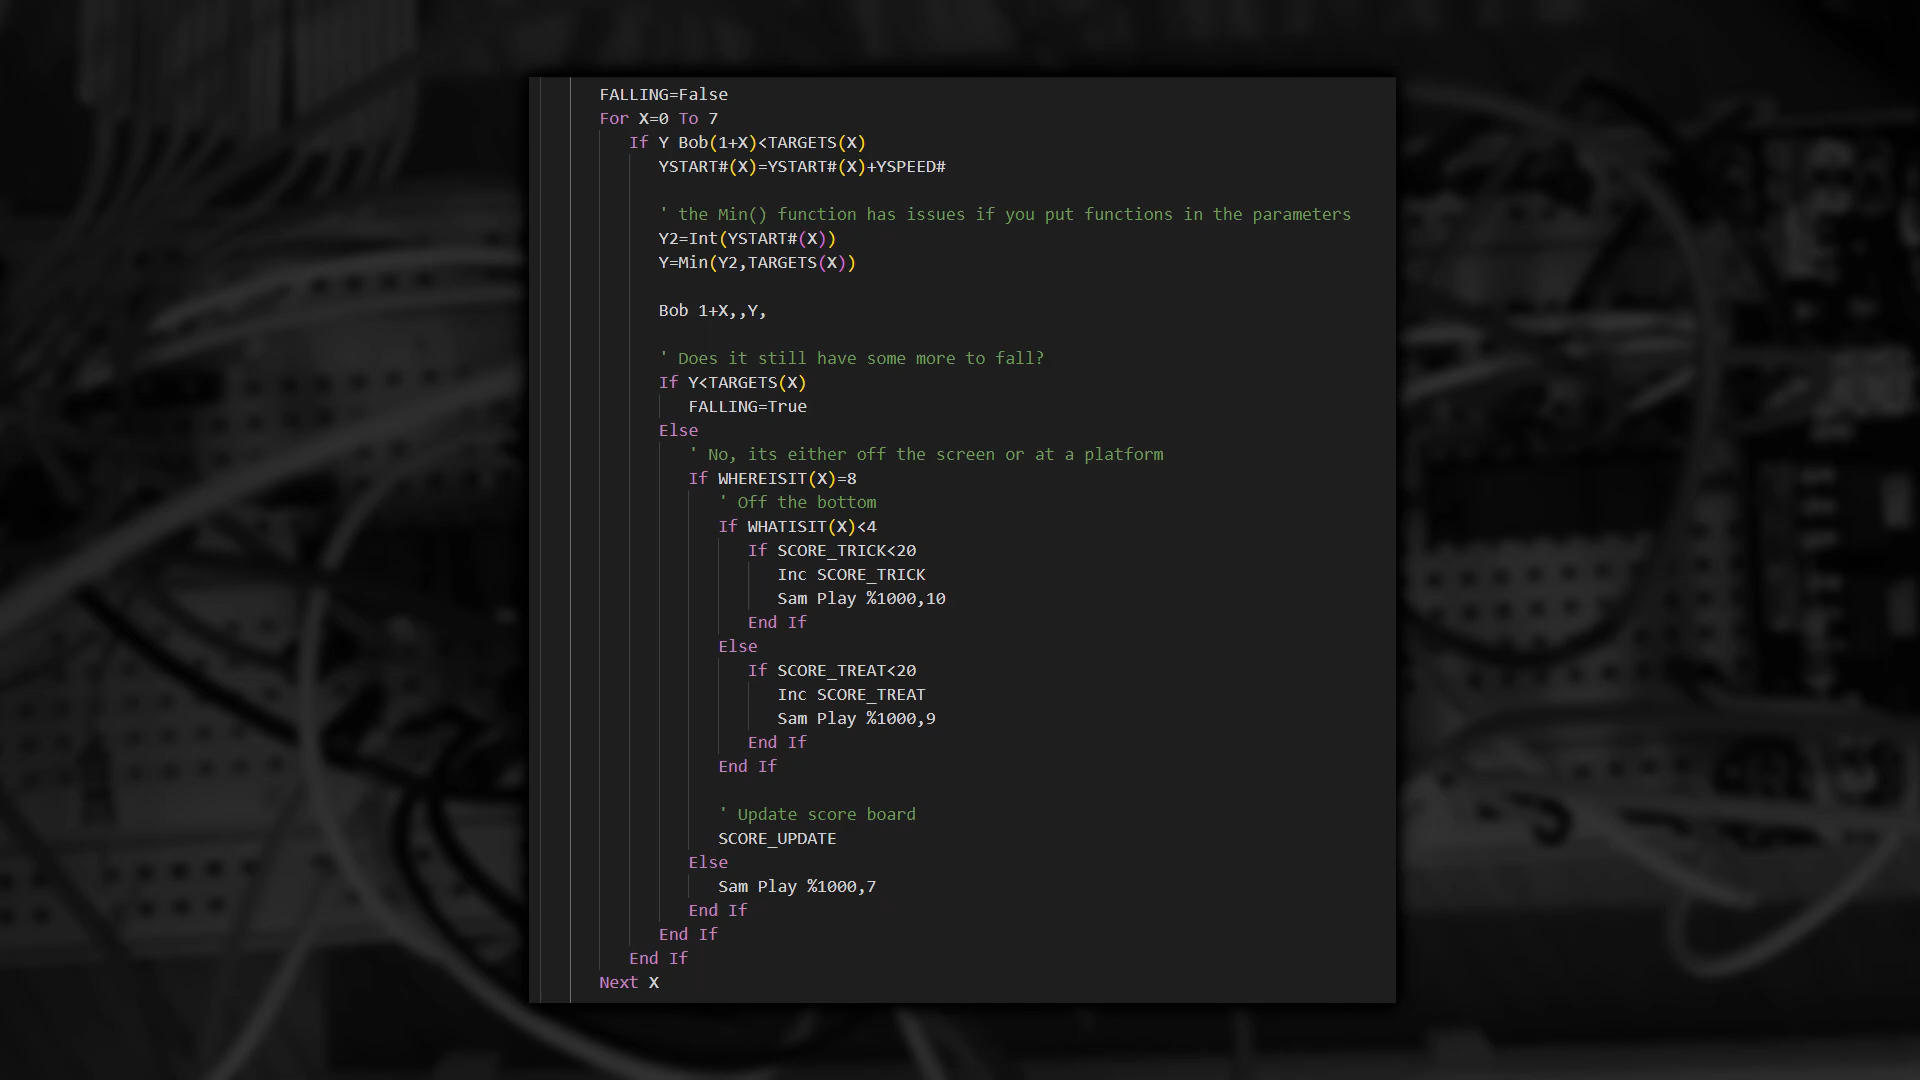 FALLING=False
For X=0 To 7
If Y Bob(1+X)<TARGETS(X)
YSTART#(X)=YSTART#(X)+YSPEED#
' the Min() function has issues if you put functions in the parameters
Y2=Int(YSTART#(X))
Y=Min(Y2,TARGETS(X))
Bob 1+X,,Y,
' Does it still have some more to fall?
If Y<TARGETS(X)
FALLING=True
Else
' No, its either off the screen or at a platform
If WHEREISIT(X)=8
' Off the bottom
If WHATISIT(X)<4
If SCORE_TRICK<20
Inc SCORE_TRICK
Sam Play %1000,10
End If
Else
If SCORE_TREAT<20
Inc SCORE_TREAT
Sam Play %1000,9
End If
End If
' Update score board
SCORE_UPDATE
Else
Sam Play %1000,7
End If
End If
End If
Next X